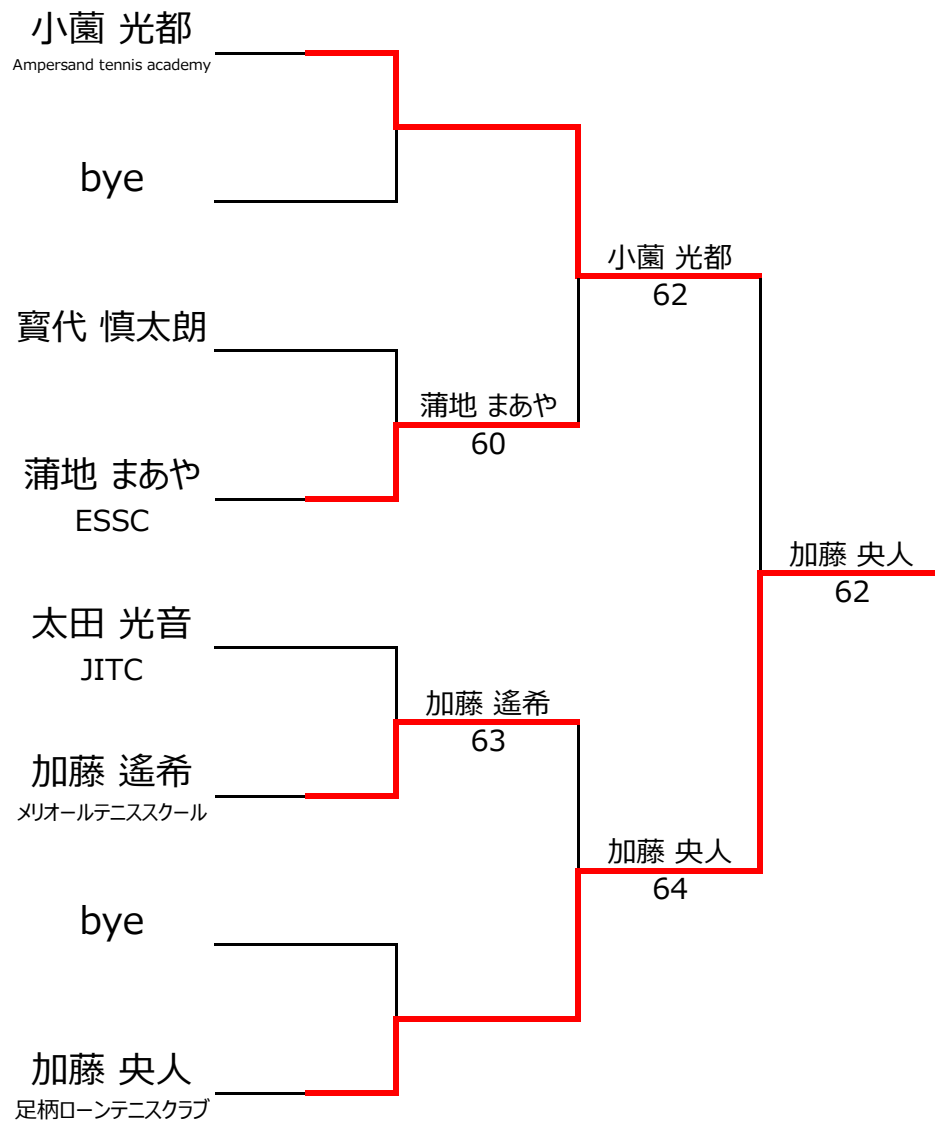 小薗 光都
Ampersand tennis academy
bye
寳代 慎太朗
蒲地 まあや
ESSC
太田 光音
JITC
加藤 遙希
メリオールテニススクール
bye
加藤 央人
足柄ローンテニスクラブ
蒲地 まあや
60
加藤 遙希
63
小薗 光都
62
加藤 央人
64
加藤 央人
62